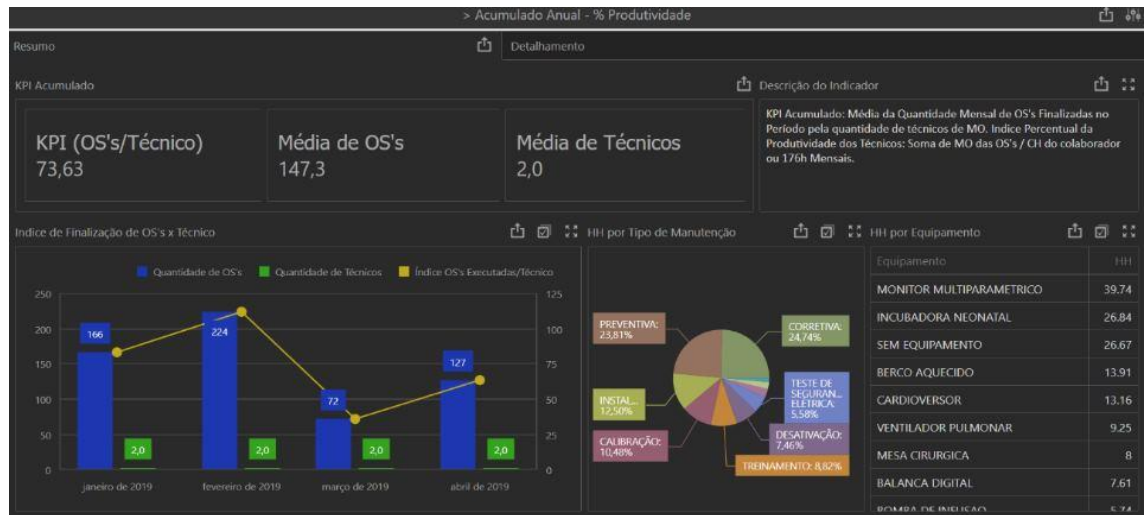 > Acumulado Anual - % Produtividade
Resumo
Detalhamento
KPI Acumulado
Descrição do Indicador
KPI (OS's/Técnico)
73,63
Média de OS's
147,3
Média de Técnicos
2,0
KPI Acumulado: Média da Quantidade Mensal de OS's Finalizadas no
Período pela quantidade de técnicos de MO. Indice Percentual da
Produtividade dos Técnicos: Soma de MO das OS's / CH do colaborador
ou 176h Mensais.
Indice de Finalização de OS's x Técnico
Quantidade de OS's
Quantidade de Técnicos
Índice OS's Executadas/Técnico
250
200
150
100
50
0
125
100
75
50
25
0
166
224
72
127
2,0
2,0
2,0
2,0
janeiro de 2019
fevereiro de 2019
março de 2019
abril de 2019
HH por Tipo de Manutenção
PREVENTIVA:
23,81%
CORRETIVA:
24,74%
INSTAL...
12,50%
TESTE DE
SEGURAN...
ELÉTRICA:
5,58%
CALIBRAÇÃO:
10,48%
DESATIVAÇÃO:
7,46%
TREINAMENTO: 8,82%
HH por Equipamento
Equipamento HH
MONITOR MULTIPARAMETRICO 39.74
INCUBADORA NEONATAL 26.84
SEM EQUIPAMENTO 26.67
BERCO AQUECIDO 13.91
CARDIOVERSOR 13.16
VENTILADOR PULMONAR 9.25
MESA CIRURGICA 8
BALANCA DIGITAL 7.61
BOMBA DE INFUSAO 5.74